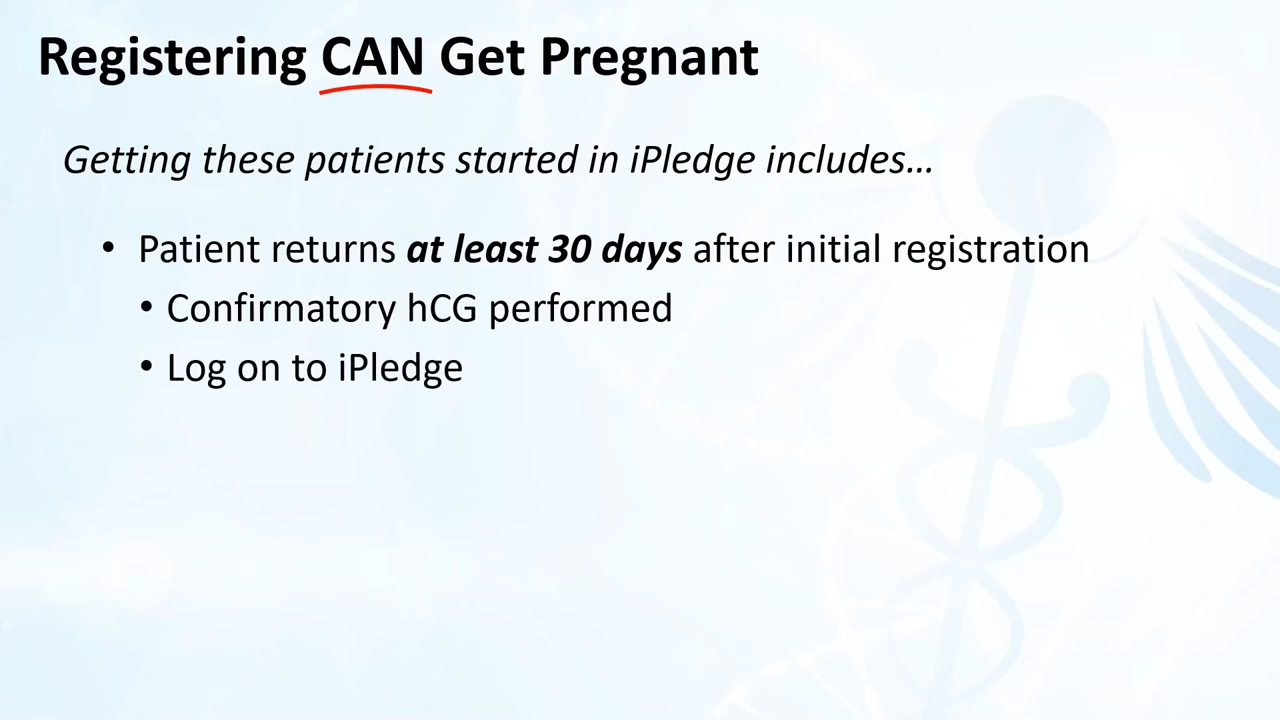 Registering CAN Get Pregnant
Getting these patients started in iPledge includes...
• Patient returns at least 30 days after initial registration
• Confirmatory hCG performed
• Log on to iPledge